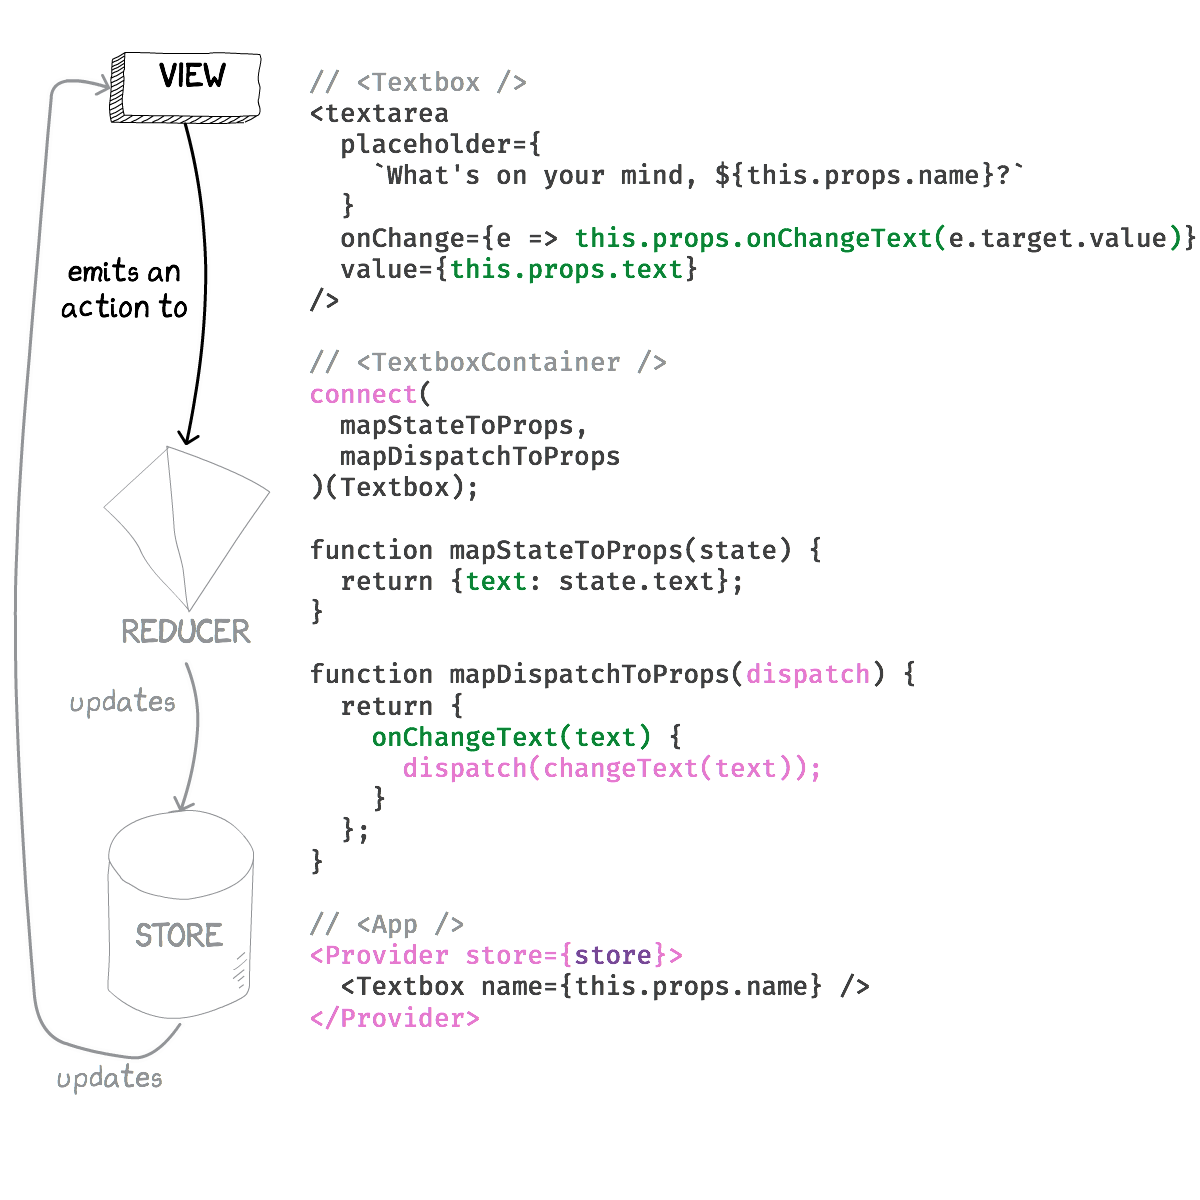 VIEW
emits an
action to
REDUCER
updates
STORE
updates
// <Textbox />
<textarea
  placeholder={
    `What's on your mind, ${this.props.name}?`
  }
  onChange={e => this.props.onChangeText(e.target.value)}
  value={this.props.text}
/>
// <TextboxContainer />
connect(
  mapStateToProps,
  mapDispatchToProps
)(Textbox);
function mapStateToProps(state) {
  return {text: state.text};
}
function mapDispatchToProps(dispatch) {
  return {
    onChangeText(text) {
      dispatch(changeText(text));
    }
  };
}
// <App />
<Provider store={store}>
  <Textbox name={this.props.name} />
</Provider>